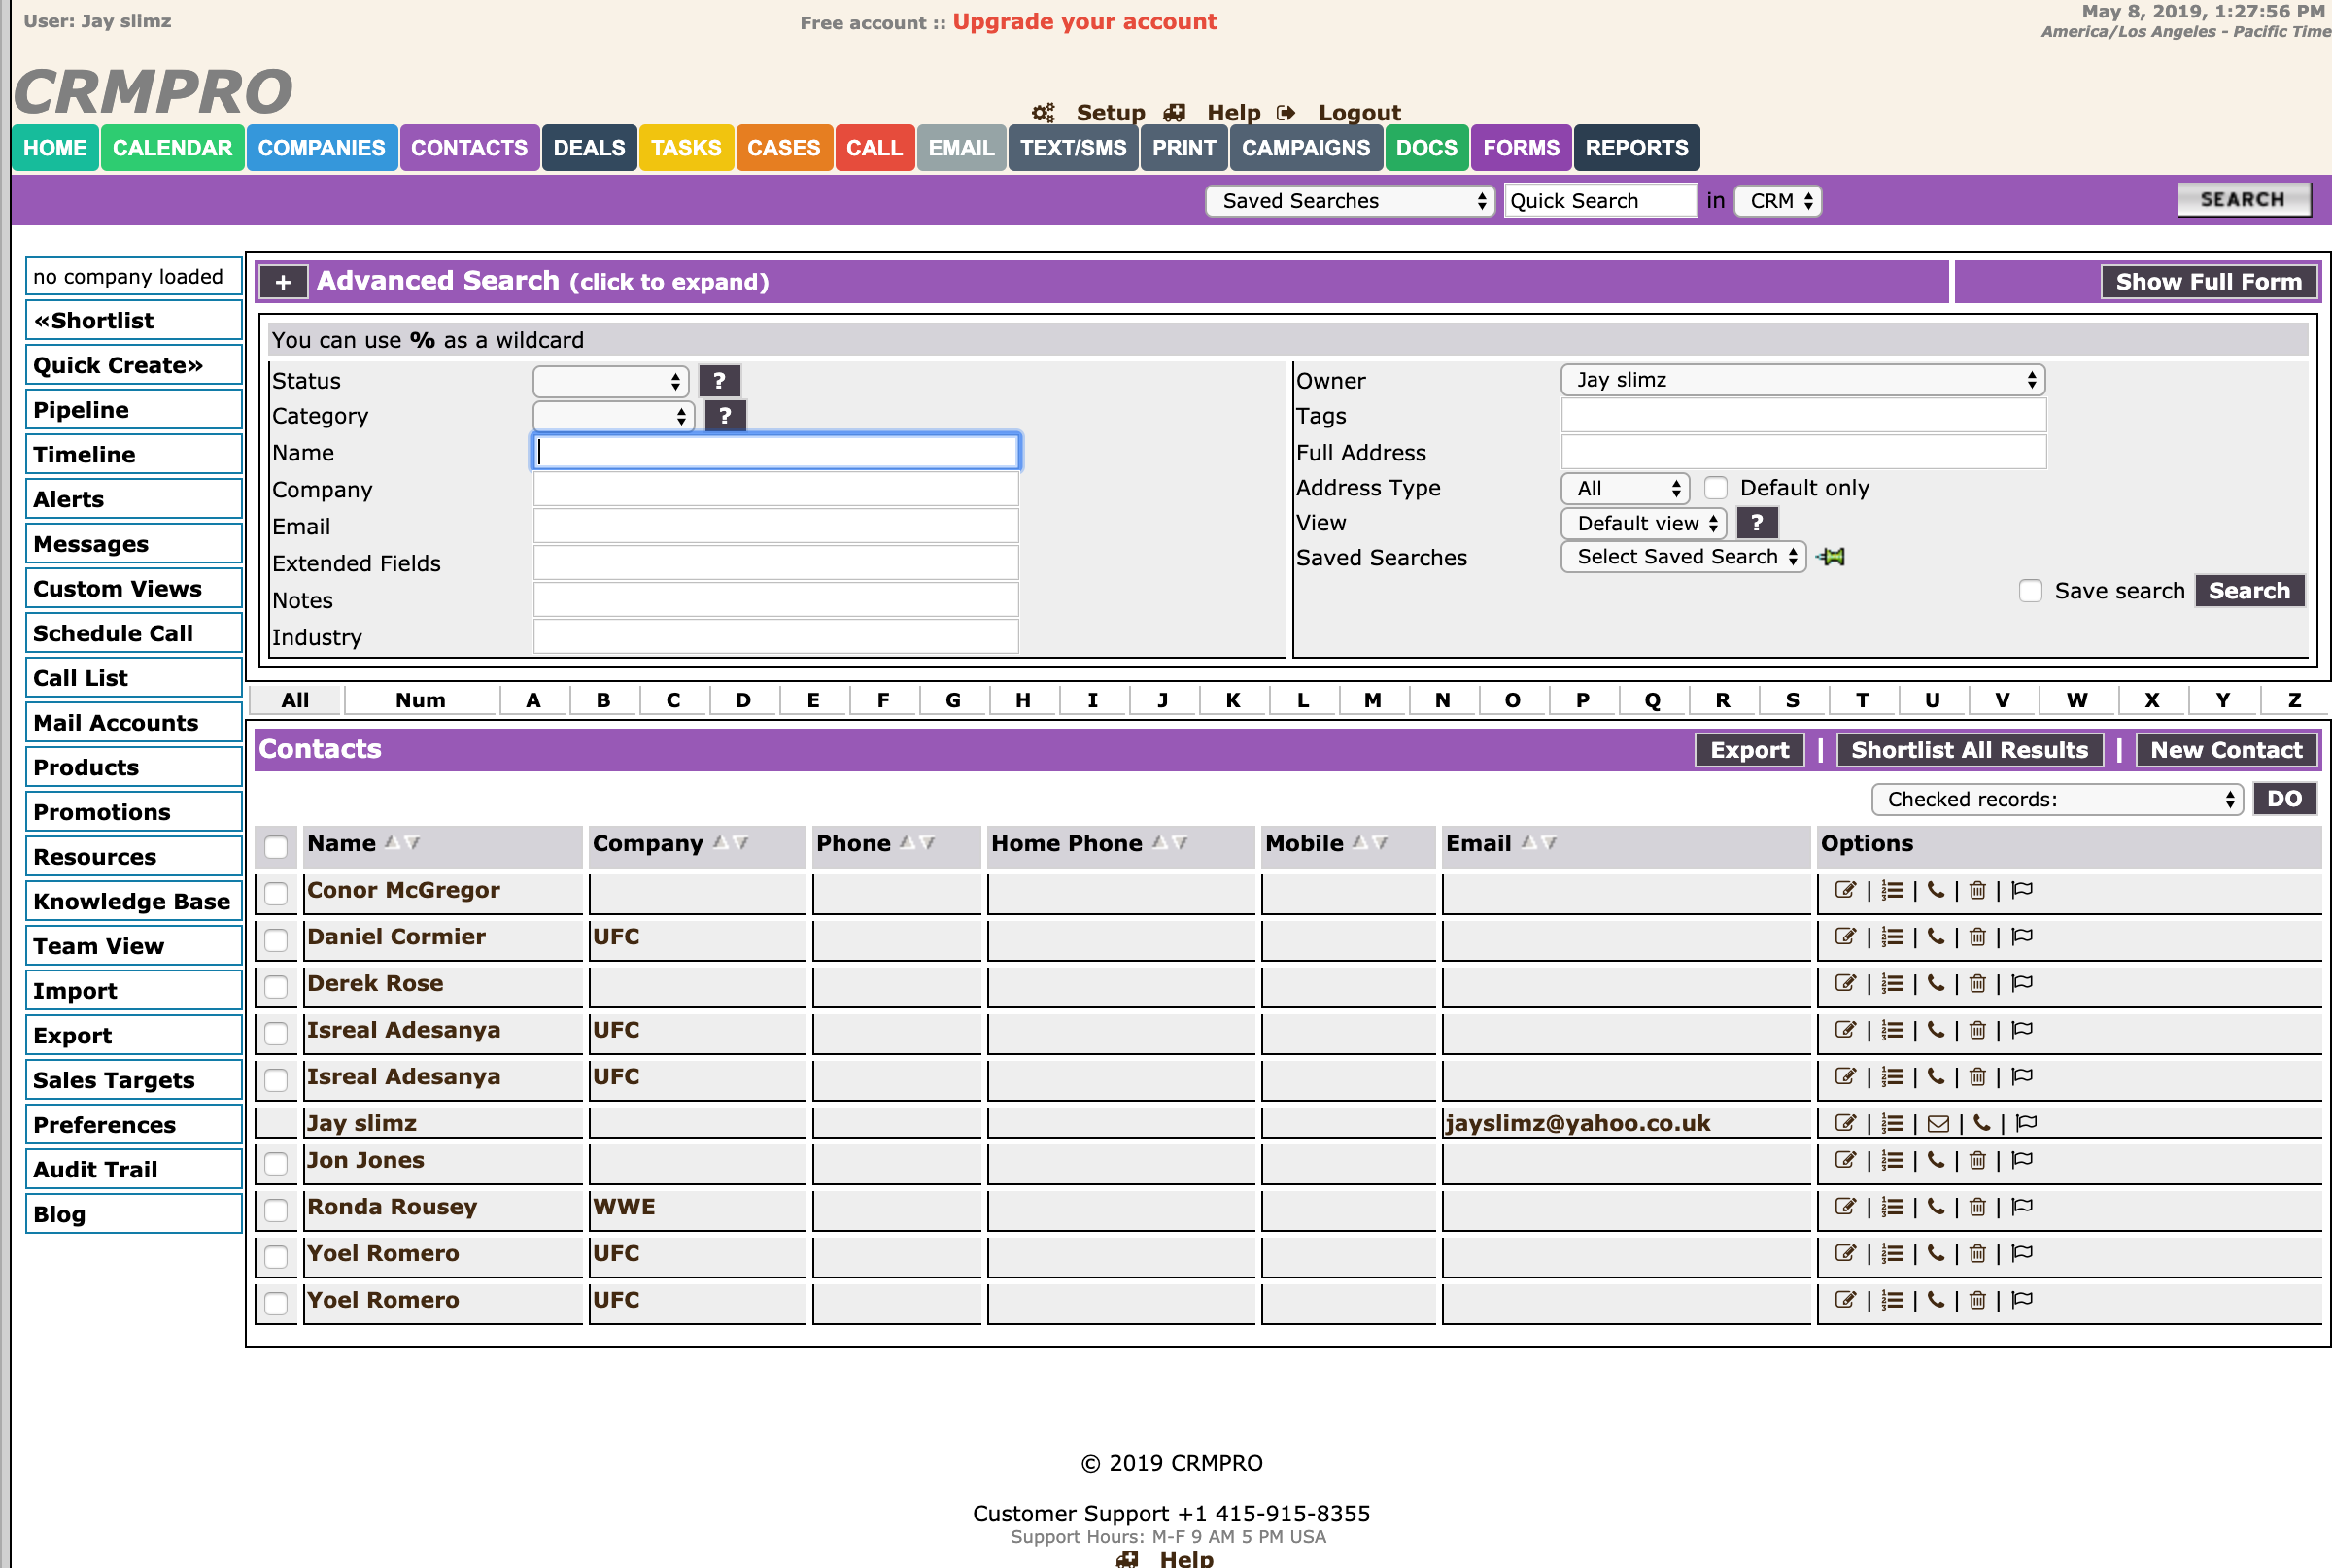 User: Jay slimz
Free account :: Upgrade your account
May 8, 2019, 1:27:56 PM
America/Los Angeles - Pacific Time
CRMPRO
Setup Help Logout
HOME CALENDAR COMPANIES CONTACTS DEALS TASKS CASES CALL EMAIL TEXT/SMS PRINT CAMPAIGNS DOCS FORMS REPORTS
Saved Searches Quick Search in CRM SEARCH
no company loaded
«Shortlist
Quick Create»
Pipeline
Timeline
Alerts
Messages
Custom Views
Schedule Call
Call List
Mail Accounts
Products
Promotions
Resources
Knowledge Base
Team View
Import
Export
Sales Targets
Preferences
Audit Trail
Blog
+ Advanced Search (click to expand) Show Full Form
You can use % as a wildcard
Status ?
Category ?
Name
Company
Email
Extended Fields
Notes
Industry
Owner Jay slimz
Tags
Full Address
Address Type All Default only
View Default view ?
Saved Searches Select Saved Search
Save search Search
All Num A B C D E F G H I J K L M N O P Q R S T U V W X Y Z
Contacts Export | Shortlist All Results | New Contact
Checked records: DO
Name Company Phone Home Phone Mobile Email Options
Conor McGregor | | | |
Daniel Cormier UFC | | | |
Derek Rose | | | |
Isreal Adesanya UFC | | | |
Isreal Adesanya UFC | | | |
Jay slimz jayslimz@yahoo.co.uk | | | |
Jon Jones | | | |
Ronda Rousey WWE | | | |
Yoel Romero UFC | | | |
Yoel Romero UFC | | | |
© 2019 CRMPRO
Customer Support +1 415-915-8355
Support Hours: M-F 9 AM 5 PM USA
Help